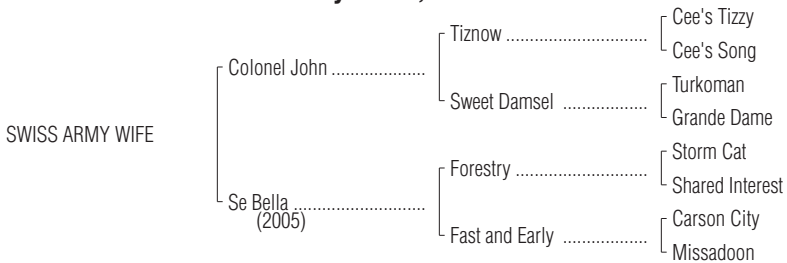 Cee's Tizzy
Tiznow ................................
Cee's Song
Colonel John .....................
Turkoman
Sweet Damsel ...................
Grande Dame
SWISS ARMY WIFE
Storm Cat
Forestry ..............................
Shared Interest
Se Bella ..............................
(2005)
Carson City
Fast and Early ...................
Missadoon